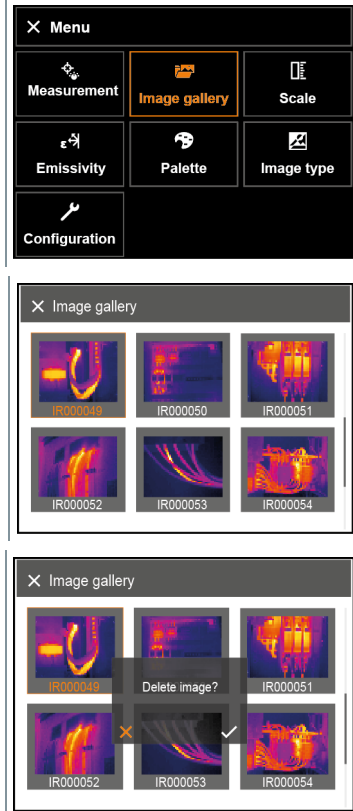 Menu
Measurement
Image gallery
Scale
ε
Emissivity
Palette
Image type
Configuration
Image gallery
IR000049
IR000050
IR000051
IR000052
IR000053
IR000054
Image gallery
IR000049
Delete image?
IR000051
IR000052
IR000053
IR000054